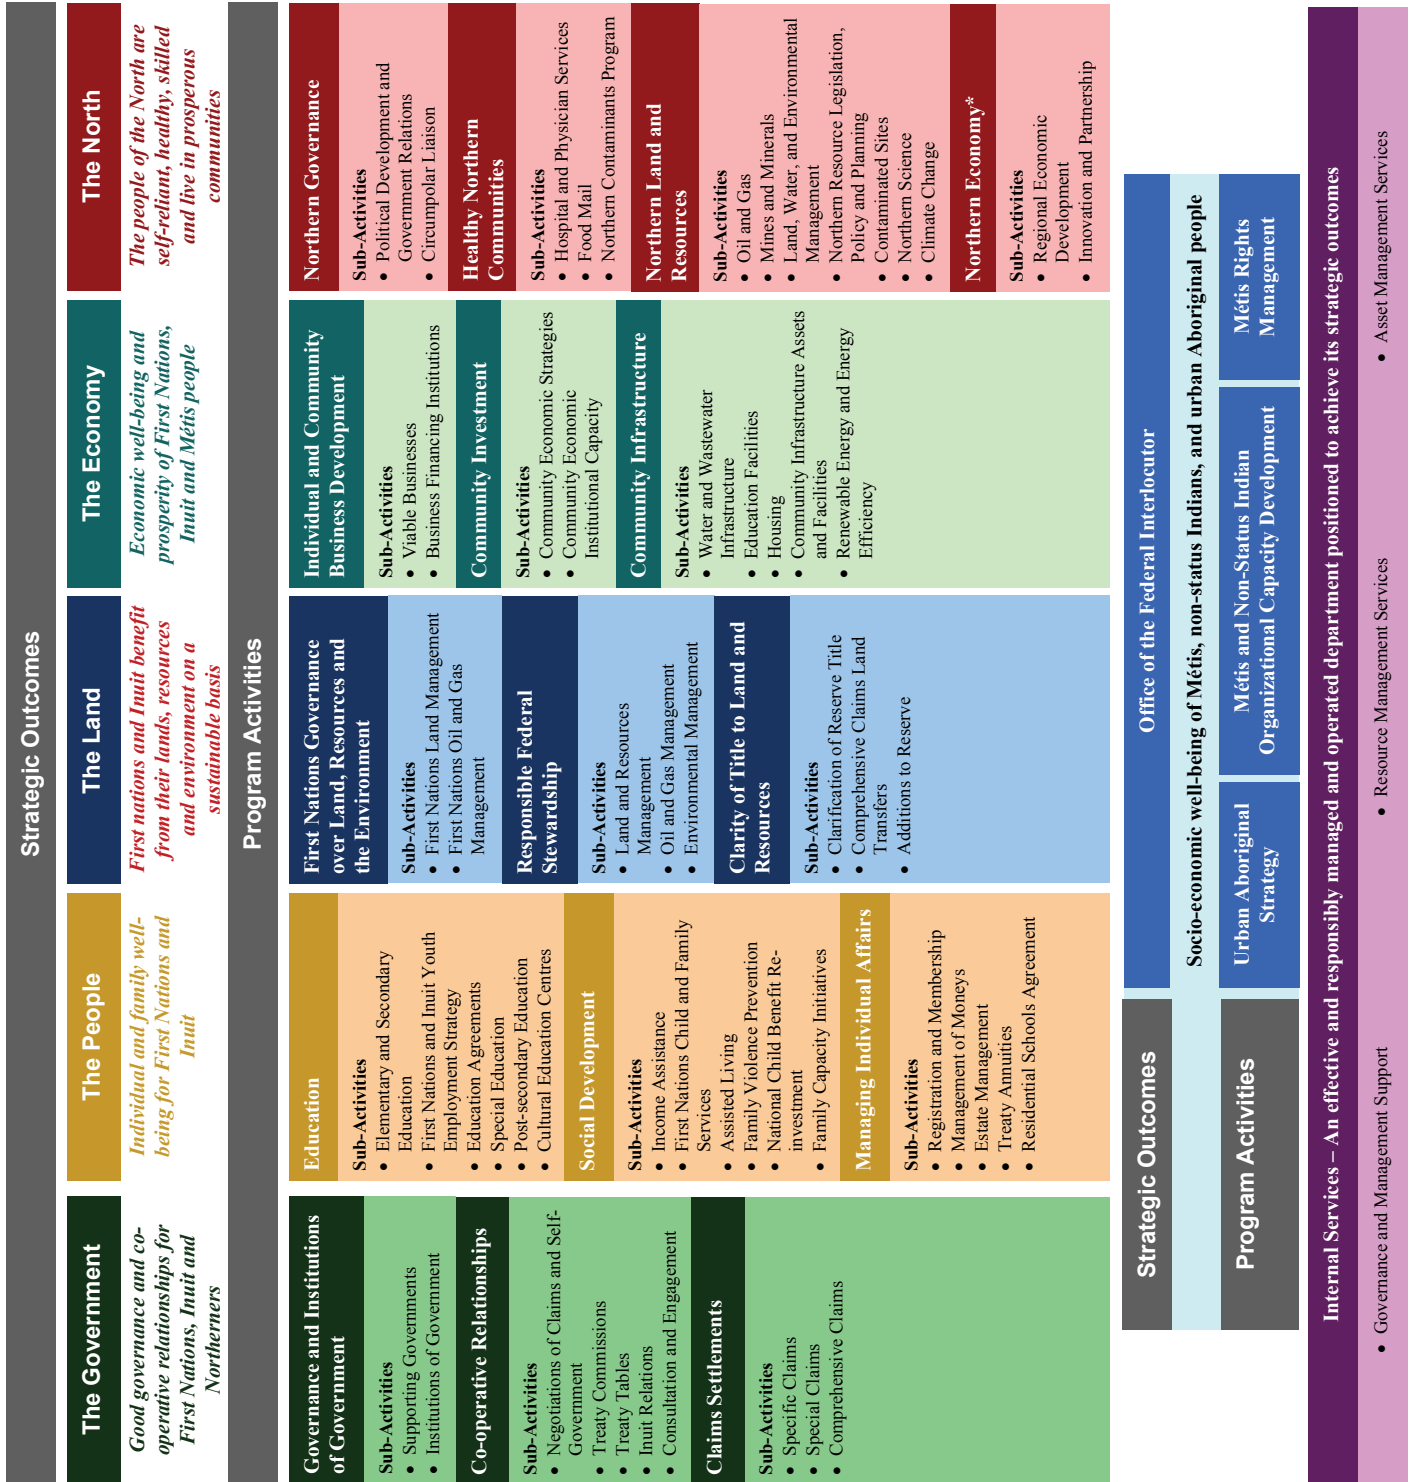 Strategic Outcomes
The Government
Good governance and co-
operative relationships for
First Nations, Inuit and
Northerners
The People
Individual and family well-
being for First Nations and
Inuit
The Land
First nations and Inuit benefit
from their lands, resources
and environment on a
sustainable basis
The Economy
Economic well-being and
prosperity of First Nations,
Inuit and Métis people
The North
The people of the North are
self-reliant, healthy, skilled
and live in prosperous
communities
Program Activities
Governance and Institutions
of Government
Sub-Activities
• Supporting Governments
• Institutions of Government
Co-operative Relationships
Sub-Activities
• Negotiations of Claims and Self-
Government
• Treaty Commissions
• Treaty Tables
• Inuit Relations
• Consultation and Engagement
Claims Settlements
Sub-Activities
• Specific Claims
• Special Claims
• Comprehensive Claims
Education
Sub-Activities
• Elementary and Secondary
Education
• First Nations and Inuit Youth
Employment Strategy
• Education Agreements
• Special Education
• Post-secondary Education
• Cultural Education Centres
Social Development
Sub-Activities
• Income Assistance
• First Nations Child and Family
Services
• Assisted Living
• Family Violence Prevention
• National Child Benefit Re-
investment
• Family Capacity Initiatives
Managing Individual Affairs
Sub-Activities
• Registration and Membership
• Management of Moneys
• Estate Management
• Treaty Annuities
• Residential Schools Agreement
First Nations Governance
over Land, Resources and
the Environment
Sub-Activities
• First Nations Land Management
• First Nations Oil and Gas
Management
Responsible Federal
Stewardship
Sub-Activities
• Land and Resources
Management
• Oil and Gas Management
• Environmental Management
Clarity of Title to Land and
Resources
Sub-Activities
• Clarification of Reserve Title
• Comprehensive Claims Land
Transfers
• Additions to Reserve
Individual and Community
Business Development
Sub-Activities
• Viable Businesses
• Business Financing Institutions
Community Investment
Sub-Activities
• Community Economic Strategies
• Community Economic
Institutional Capacity
Community Infrastructure
Sub-Activities
• Water and Wastewater
Infrastructure
• Education Facilities
• Housing
• Community Infrastructure Assets
and Facilities
• Renewable Energy and Energy
Efficiency
Northern Governance
Sub-Activities
• Political Development and
Government Relations
• Circumpolar Liaison
Healthy Northern
Communities
Sub-Activities
• Hospital and Physician Services
• Food Mail
• Northern Contaminants Program
Northern Land and
Resources
Sub-Activities
• Oil and Gas
• Mines and Minerals
• Land, Water, and Environmental
Management
• Northern Resource Legislation,
Policy and Planning
• Contaminated Sites
• Northern Science
• Climate Change
Northern Economy*
Sub-Activities
• Regional Economic
Development
• Innovation and Partnership
Strategic Outcomes
Office of the Federal Interlocutor
Socio-economic well-being of Métis, non-status Indians, and urban Aboriginal people
Program Activities
Urban Aboriginal
Strategy
Métis and Non-Status Indian
Organizational Capacity Development
Métis Rights
Management
Internal Services – An effective and responsibly managed and operated department positioned to achieve its strategic outcomes
• Governance and Management Support
• Resource Management Services
• Asset Management Services